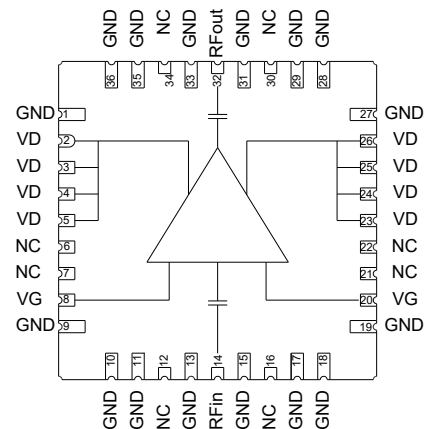 GND GND NC GND RFout GND NC GND GND
36 35 34 33 32 31 30 29 28
GND 1 27 GND
VD 2 26 VD
VD 3 25 VD
VD 4 24 VD
VD 5 23 VD
NC 6 22 NC
NC 7 21 NC
VG 8 20 VG
GND 9 19 GND
10 11 12 13 14 15 16 17 18
GND GND NC GND RFin GND NC GND GND